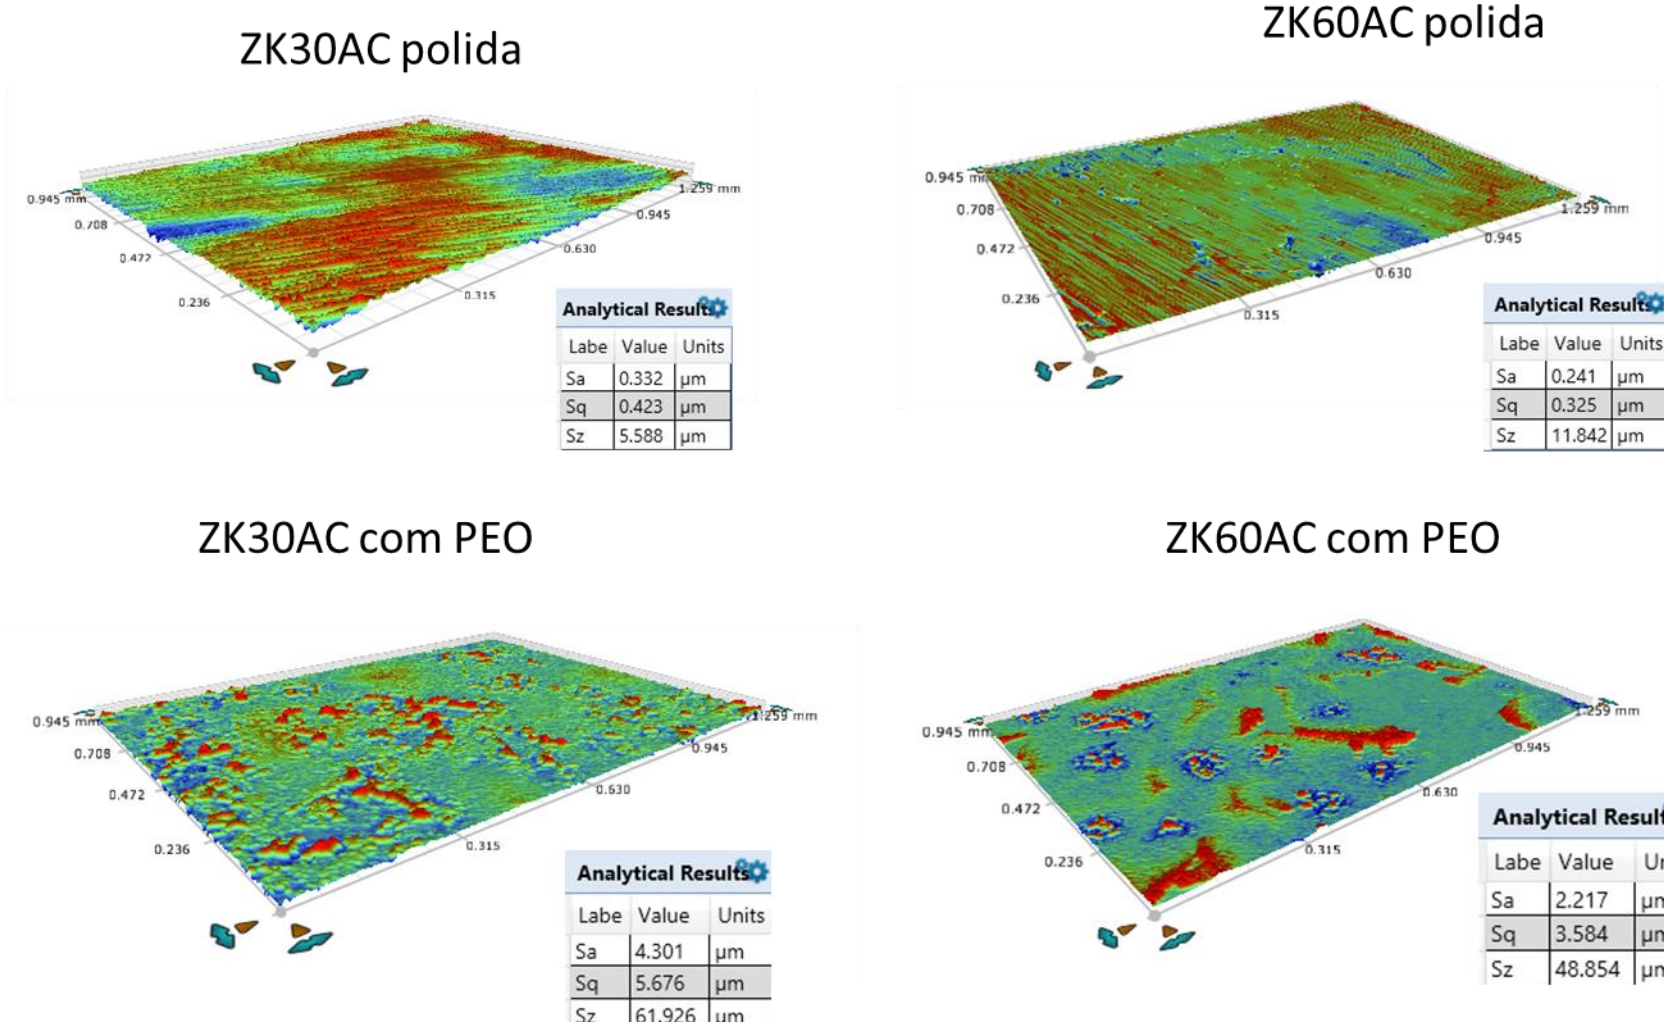 ZK30AC polida
0.945 mm
0.708
0.472
0.236
0.315
0.630
0.945
1.259 mm
Analytical Results
Labe Value Units
Sa 0.332 µm
Sq 0.423 µm
Sz 5.588 µm
ZK60AC polida
0.945 mm
0.708
0.472
0.236
0.315
0.630
0.945
1.259 mm
Analytical Results
Labe Value Units
Sa 0.241 µm
Sq 0.325 µm
Sz 11.842 µm
ZK30AC com PEO
0.945 mm
0.708
0.472
0.236
0.315
0.630
0.945
1.259 mm
Analytical Results
Labe Value Units
Sa 4.301 µm
Sq 5.676 µm
Sz 61.926 µm
ZK60AC com PEO
0.945 mm
0.708
0.472
0.236
0.315
0.630
0.945
1.259 mm
Analytical Result
Labe Value
Sa 2.217 µm
Sq 3.584 µm
Sz 48.854 µm